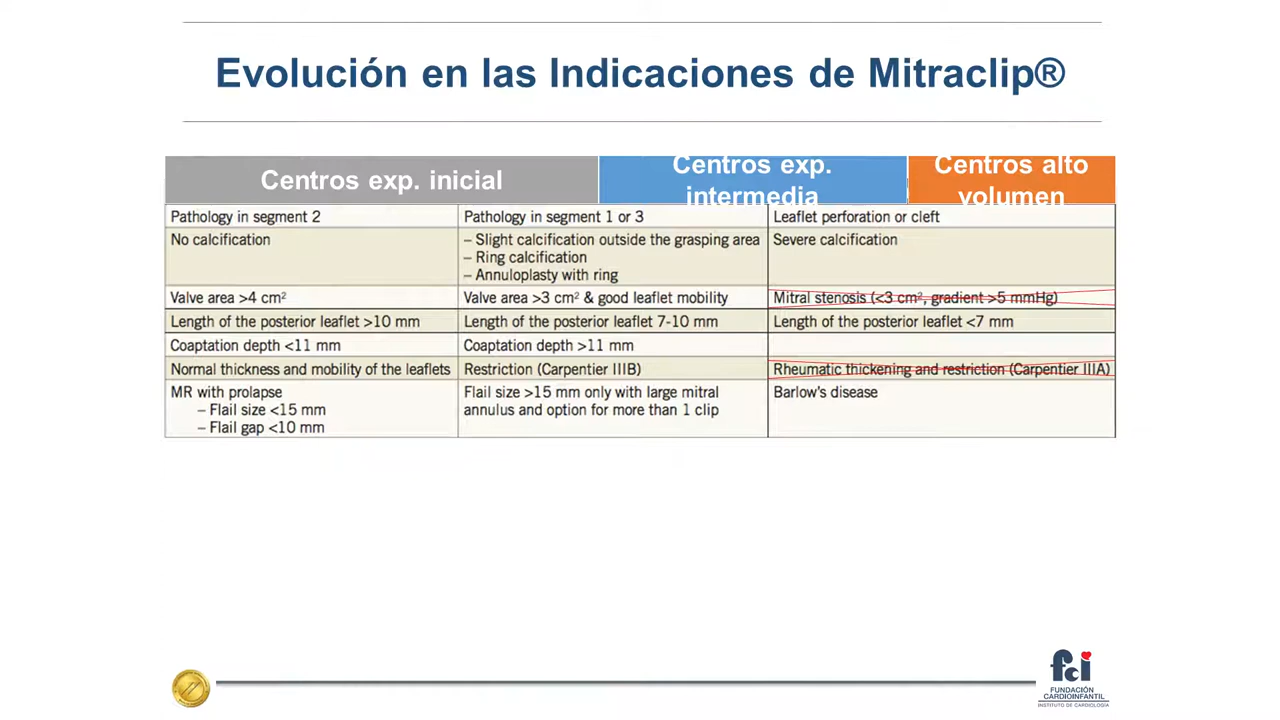 Evolución en las Indicaciones de Mitraclip®
Centros exp. inicial
Centros exp.
intermedia
Centros alto
volumen
Pathology in segment 2
Pathology in segment 1 or 3
Leaflet perforation or cleft
No calcification
– Slight calcification outside the grasping area
– Ring calcification
– Annuloplasty with ring
Severe calcification
Valve area >4 cm²
Valve area >3 cm² & good leaflet mobility
Mitral stenosis (<3 cm², gradient >5 mmHg)
Length of the posterior leaflet >10 mm
Length of the posterior leaflet 7-10 mm
Length of the posterior leaflet <7 mm
Coaptation depth <11 mm
Coaptation depth >11 mm
Normal thickness and mobility of the leaflets
Restriction (Carpentier IIIB)
Rheumatic thickening and restriction (Carpentier IIIA)
MR with prolapse
– Flail size <15 mm
– Flail gap <10 mm
Flail size >15 mm only with large mitral
annulus and option for more than 1 clip
Barlow's disease
fci
FUNDACIÓN
CARDIOINFANTIL
INSTITUTO DE CARDIOLOGÍA